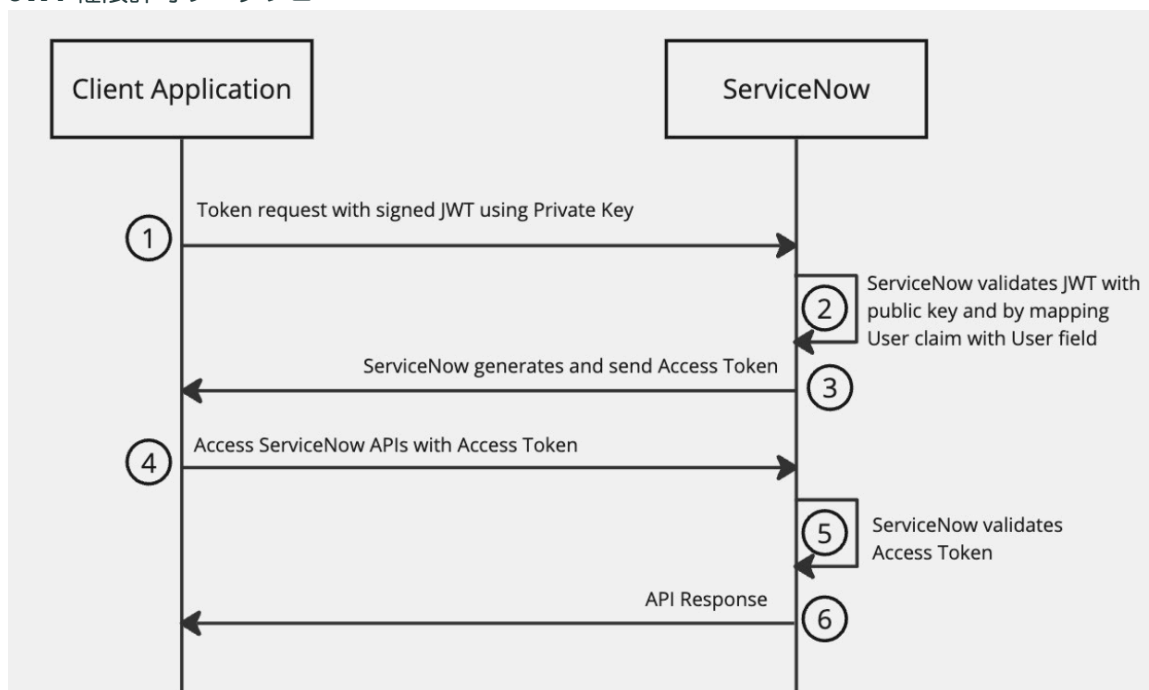 Client Application
ServiceNow
Token request with signed JWT using Private Key
1
ServiceNow validates JWT with
public key and by mapping
User claim with User field
2
ServiceNow generates and send Access Token
3
Access ServiceNow APIs with Access Token
4
ServiceNow validates
Access Token
5
API Response
6